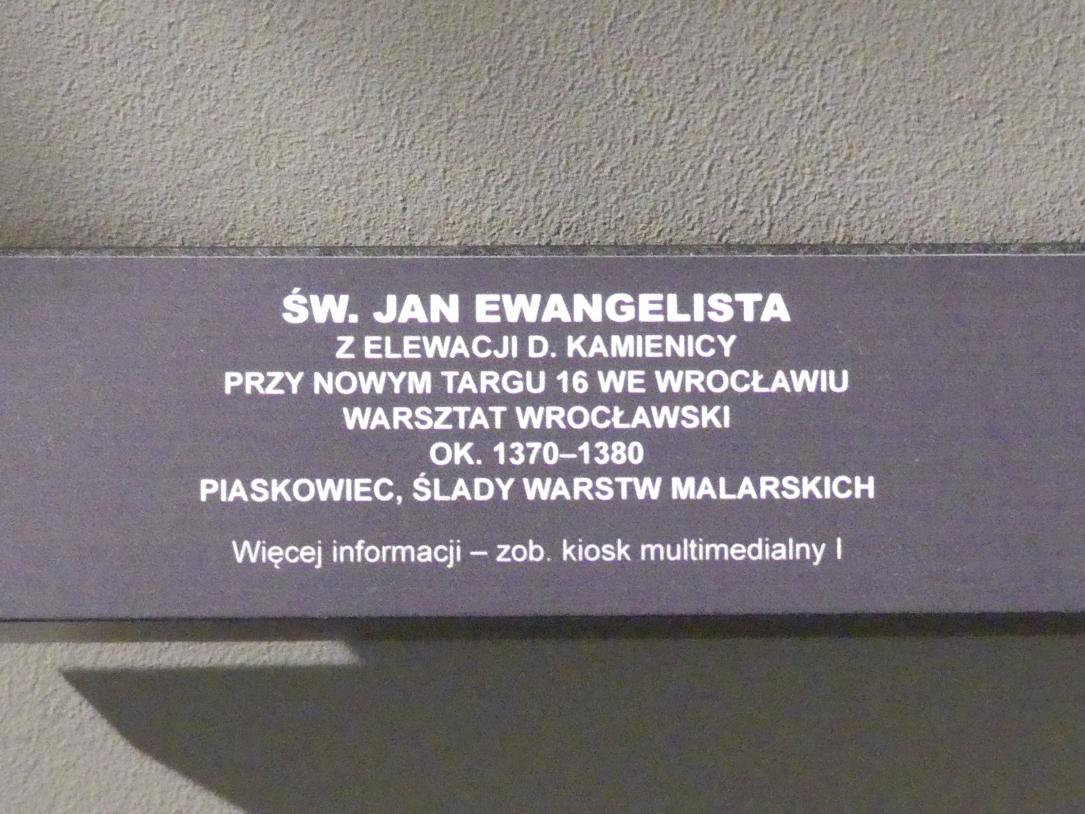 ŚW. JAN EWANGELISTA
Z ELEWACJI D. KAMIENICY
PRZY NOWYM TARGU 16 WE WROCŁAWIU
WARSZTAT WROCŁAWSKI
OK. 1370–1380
PIASKOWIEC, ŚLADY WARSTW MALARSKICH
Więcej informacji – zob. kiosk multimedialny I